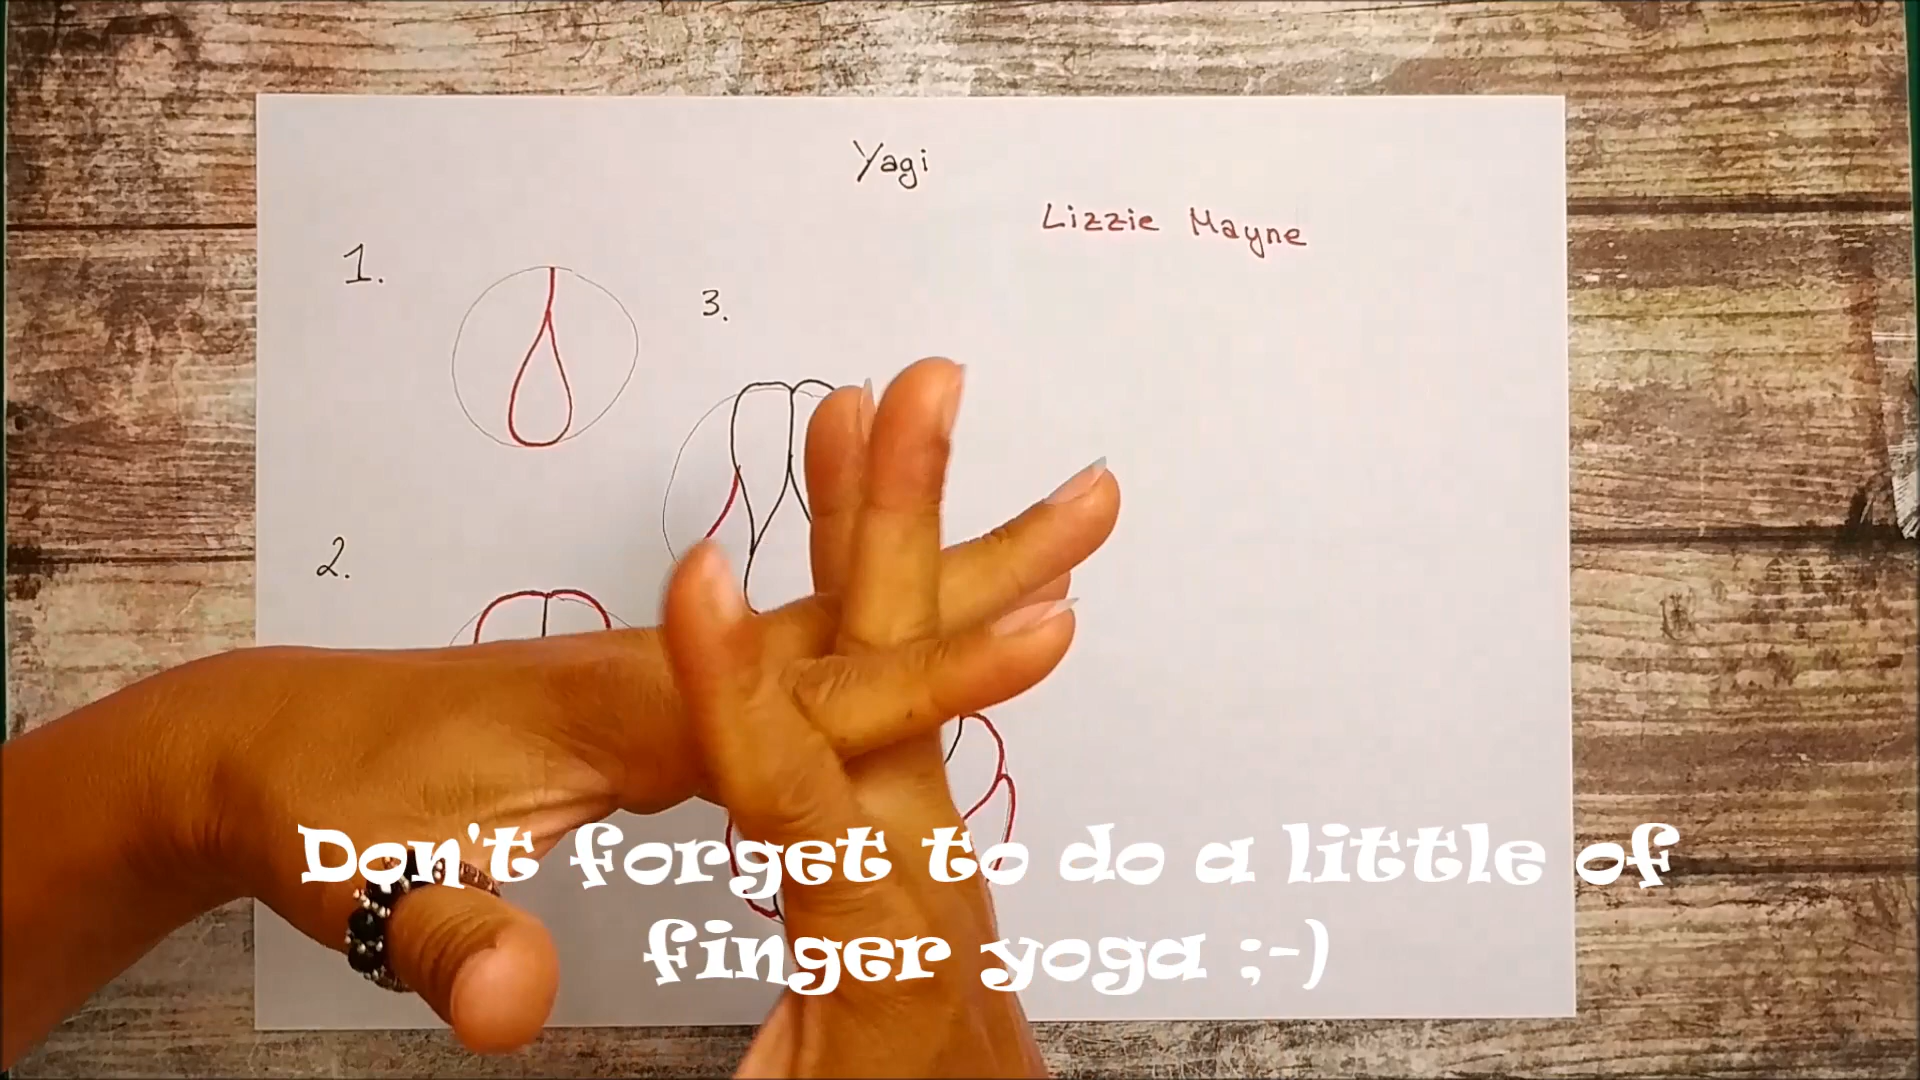 Yagi
Lizzie Mayne
1.
3.
2.
Don't forget to do a little of
finger yoga ;-)